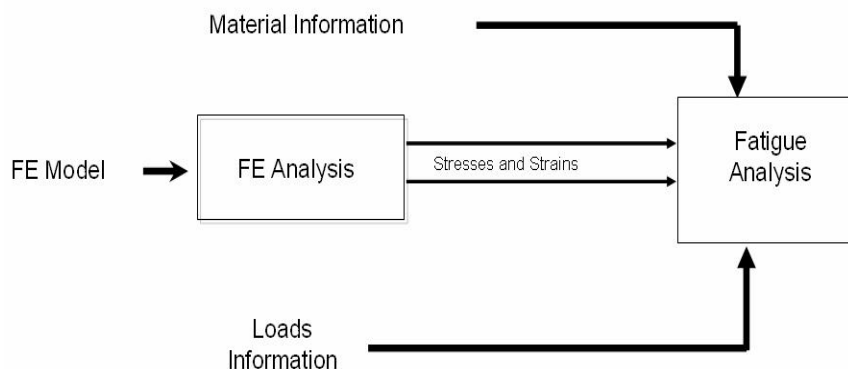 Material Information
FE Model
FE Analysis
Stresses and Strains
Fatigue
Analysis
Loads
Information